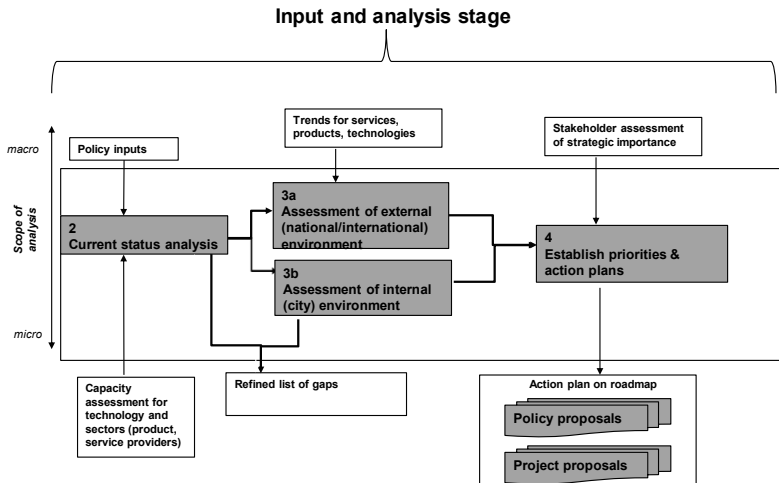 Input and analysis stage
Trends for services,
products, technologies
Stakeholder assessment
of strategic importance
macro
Policy inputs
Scope of
analysis
3a
Assessment of external
(national/international)
environment
2
Current status analysis
4
Establish priorities &
action plans
3b
Assessment of internal
(city) environment
micro
Capacity
assessment for
technology and
sectors (product,
service providers)
Refined list of gaps
Action plan on roadmap
Policy proposals
Project proposals